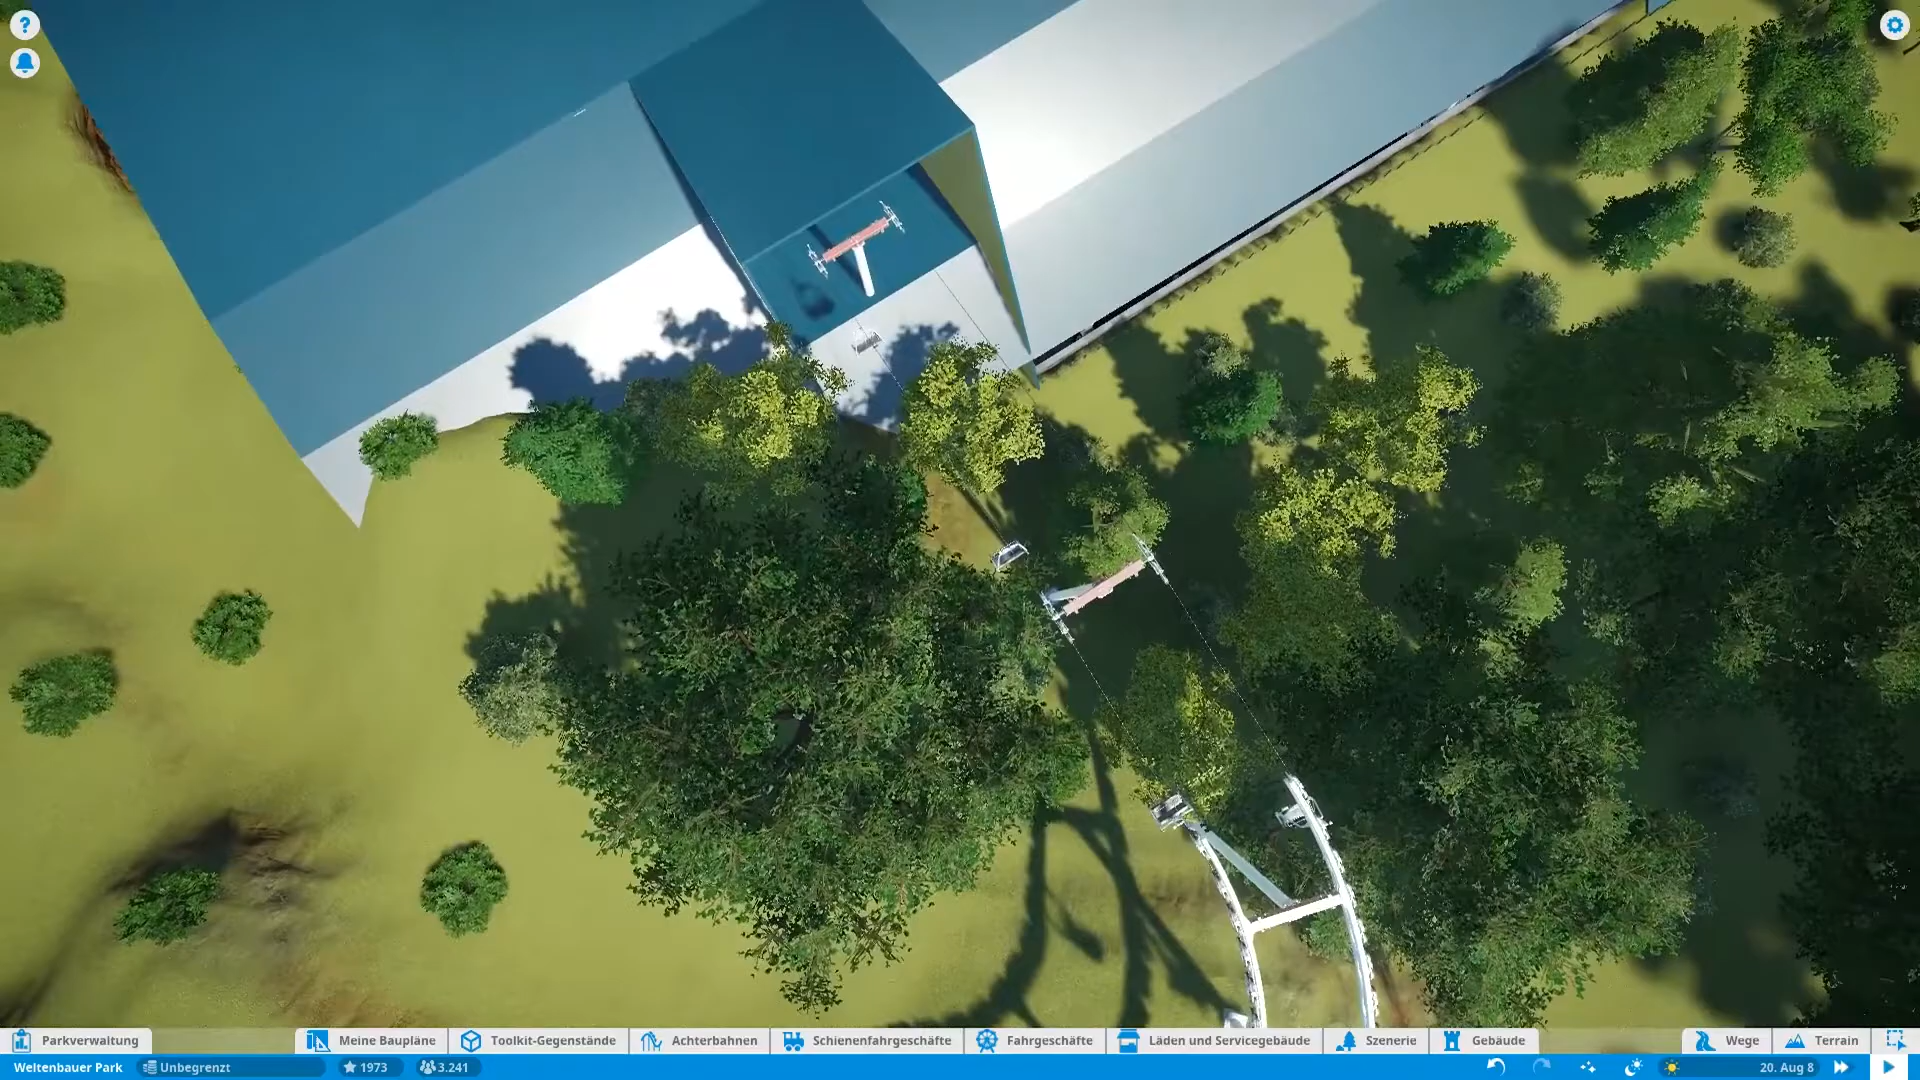 ?
Parkverwaltung
Meine Baupläne
Toolkit-Gegenstände
Achterbahnen
Schienenfahrgeschäfte
Fahrgeschäfte
Läden und Servicegebäude
Szenerie
Gebäude
Wege
Terrain
Weltenbauer Park
Unbegrenzt
1973
3.241
20. Aug 8